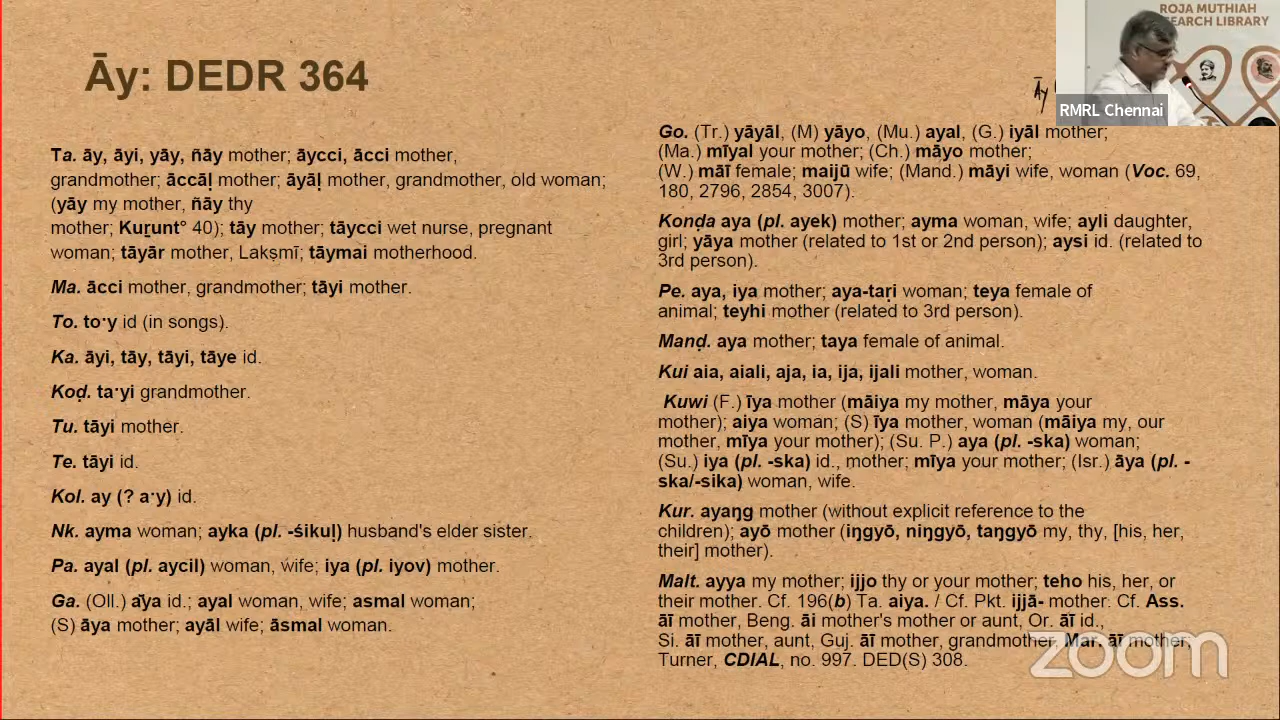 Āy: DEDR 364
Ta. āy, āyi, yāy, ñāy mother; āycci, ācci mother,
grandmother; āccāḷ mother; āyāḷ mother, grandmother, old woman;
(yāy my mother, ñāy thy
mother; Kuṟunt° 40); tāy mother; tāycci wet nurse, pregnant
woman; tāyār mother, Lakṣmī; tāymai motherhood.
Ma. ācci mother, grandmother; tāyi mother.
To. to·y id (in songs).
Ka. āyi, tāy, tāyi, tāye id.
Koḍ. ta·yi grandmother.
Tu. tāyi mother.
Te. tāyi id.
Kol. ay (? a·y) id.
Nk. ayma woman; ayka (pl. -śikuḷ) husband's elder sister.
Pa. ayal (pl. aycil) woman, wife; iya (pl. iyov) mother.
Ga. (Oll.) ā̆ya id.; ayal woman, wife; asmal woman;
(S) āya mother; ayāl wife; āsmal woman.
Go. (Tr.) yāyāl, (M) yāyo, (Mu.) ayal, (G.) iyāl mother;
(Ma.) mīyal your mother; (Ch.) māyo mother;
(W.) māī female; maijū wife; (Mand.) māyi wife, woman (Voc. 69,
180, 2796, 2854, 3007).
Konḍa aya (pl. ayek) mother; ayma woman, wife; ayli daughter,
girl; yāya mother (related to 1st or 2nd person); aysi id. (related to
3rd person).
Pe. aya, iya mother; aya-taṛi woman; teya female of
animal; teyhi mother (related to 3rd person).
Manḍ. aya mother; taya female of animal.
Kui aia, aiali, aja, ia, ija, ijali mother, woman.
Kuwi (F.) īya mother (māiya my mother, māya your
mother); aiya woman; (S) īya mother, woman (māiya my, our
mother, mīya your mother); (Su. P.) aya (pl. -ska) woman;
(Su.) iya (pl. -ska) id., mother; mīya your mother; (Isr.) āya (pl. -
ska/-sika) woman, wife.
Kur. ayaŋg mother (without explicit reference to the
children); ayō mother (iŋgyō, niŋgyō, taŋgyō my, thy, [his, her,
their] mother).
Malt. ayya my mother; ijjo thy or your mother; teho his, her, or
their mother. Cf. 196(b) Ta. aiya. / Cf. Pkt. ijjā- mother. Cf. Ass.
āī mother, Beng. āi mother's mother or aunt, Or. āī id.,
Si. āī mother, aunt, Guj. āī mother, grandmother, Mar. āī mother;
Turner, CDIAL, no. 997. DED(S) 308.
Āy
ROJA MUTHIAH
EARCH LIBRARY
RMRL Chennai
zoom